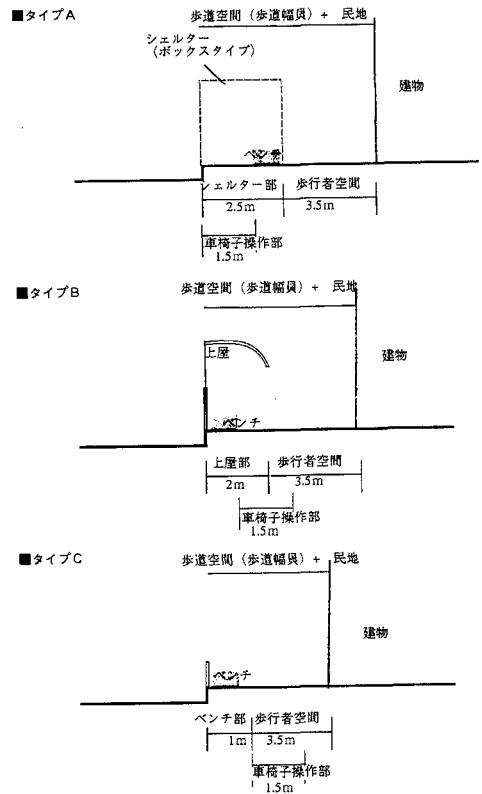 ■タイプA
歩道空間（歩道幅員）＋ 民地
シェルター
（ボックスタイプ）
建物
ベンチ
シェルター部 歩行者空間
2.5m 3.5m
車椅子操作部
1.5m
■タイプB
歩道空間（歩道幅員）＋ 民地
上屋
建物
ベンチ
上屋部 歩行者空間
2m 3.5m
車椅子操作部
1.5m
■タイプC
歩道空間（歩道幅員）＋ 民地
建物
ベンチ
ベンチ部 歩行者空間
1m 3.5m
車椅子操作部
1.5m